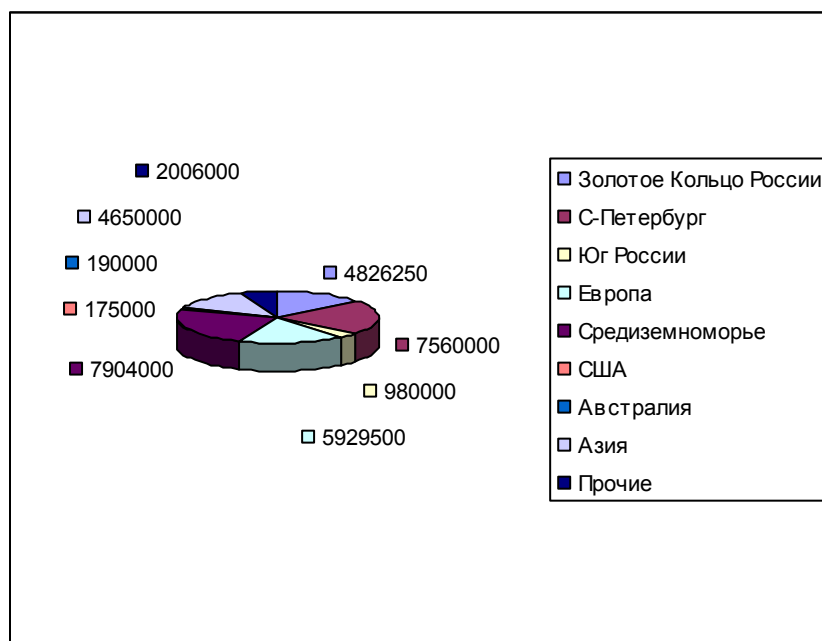 2006000
4650000
190000
175000
7904000
4826250
7560000
980000
5929500
Золотое Кольцо России
С-Петербург
Юг России
Европа
Средиземноморье
США
Австралия
Азия
Прочие